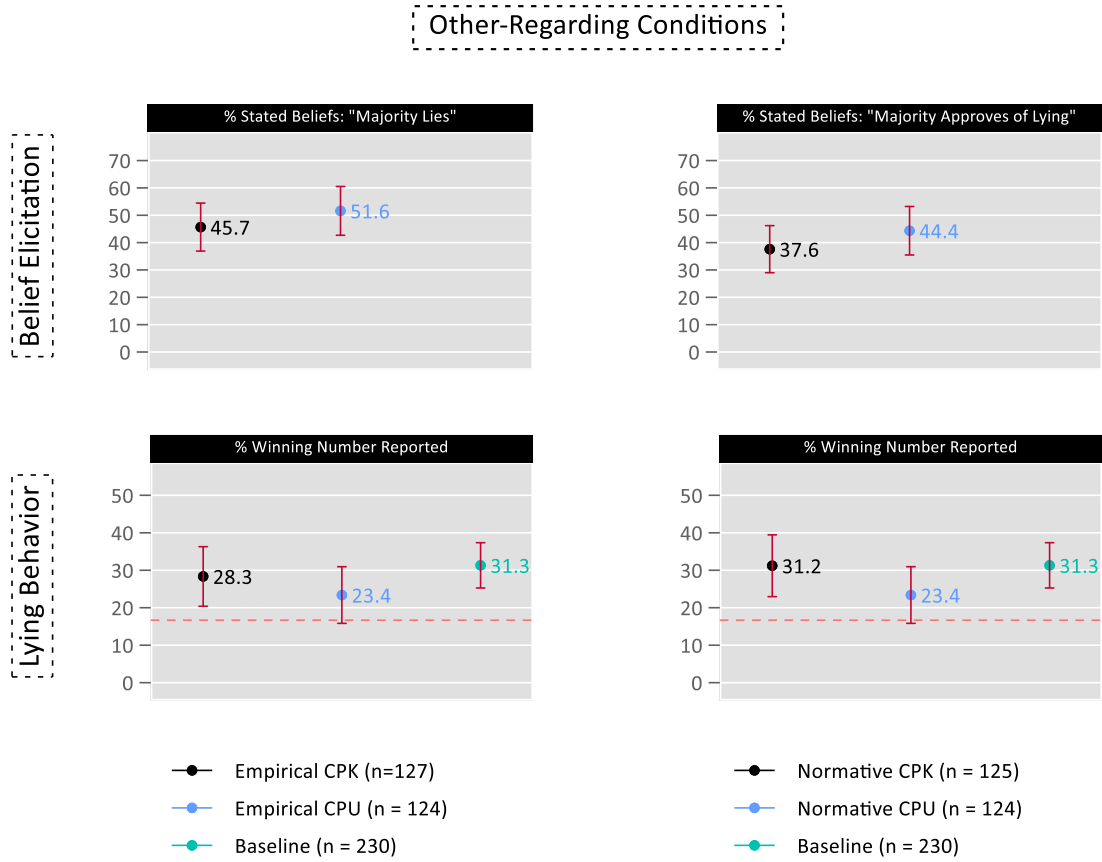 Other-Regarding Conditions
Belief Elicitation
% Stated Beliefs: "Majority Lies"
70
60
50
40
30
20
10
0
45.7
51.6
% Stated Beliefs: "Majority Approves of Lying"
70
60
50
40
30
20
10
0
37.6
44.4
Lying Behavior
% Winning Number Reported
50
40
30
20
10
0
28.3
23.4
31.3
% Winning Number Reported
50
40
30
20
10
0
31.2
23.4
31.3
Empirical CPK (n=127)
Empirical CPU (n = 124)
Baseline (n = 230)
Normative CPK (n = 125)
Normative CPU (n = 124)
Baseline (n = 230)